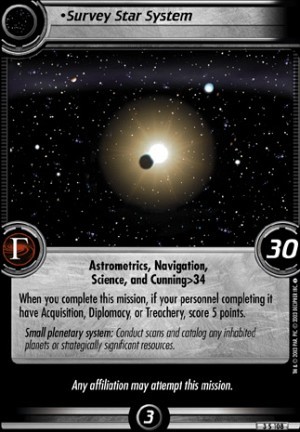 •Survey Star System
Γ
30
Astrometrics, Navigation,
Science, and Cunning>34
When you complete this mission, if your personnel completing it
have Acquisition, Diplomacy, or Treachery, score 5 points.
Small planetary system: Conduct scans and catalog any inhabited
planets or strategically significant resources.
Any affiliation may attempt this mission.
3